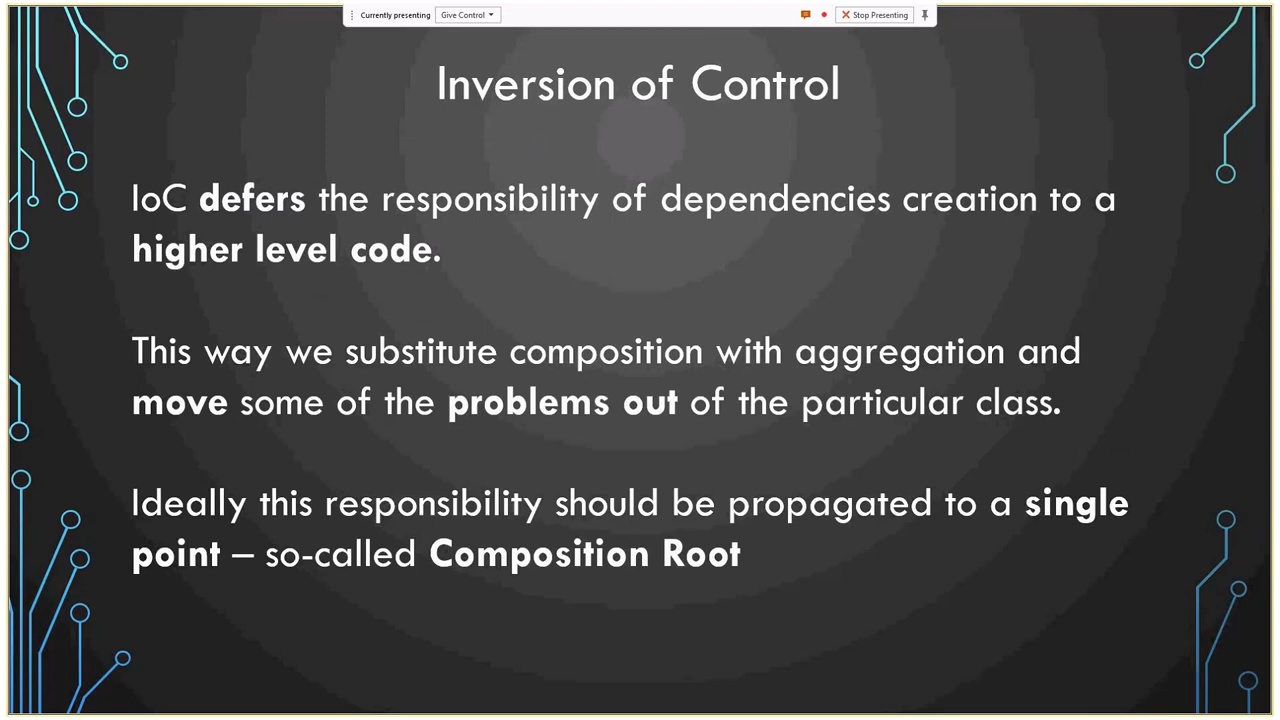 Currently presenting Give Control Stop Presenting
Inversion of Control
IoC defers the responsibility of dependencies creation to a
higher level code.
This way we substitute composition with aggregation and
move some of the problems out of the particular class.
Ideally this responsibility should be propagated to a single
point – so-called Composition Root